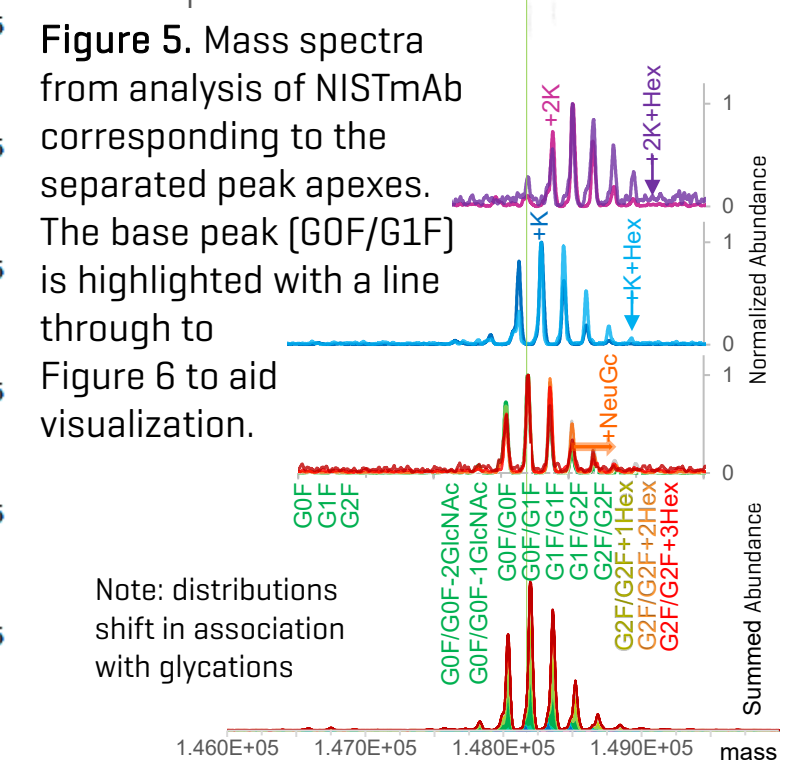 Figure 5. Mass spectra
from analysis of NISTmAb
corresponding to the
separated peak apexes.
The base peak (G0F/G1F)
is highlighted with a line
through to
Figure 6 to aid
visualization.
+2K
+2K+Hex
1
0
+K
+K+Hex
1
0
Normalized Abundance
+NeuGc
1
0
G0F
G1F
G2F
G0F/G0F-2GlcNAc
G0F/G0F-1GlcNAc
G0F/G0F
G0F/G1F
G1F/G1F
G1F/G2F
G2F/G2F
G2F/G2F+1Hex
G2F/G2F+2Hex
G2F/G2F+3Hex
Note: distributions
shift in association
with glycations
Summed Abundance
1.460E+05 1.470E+05 1.480E+05 1.490E+05 mass